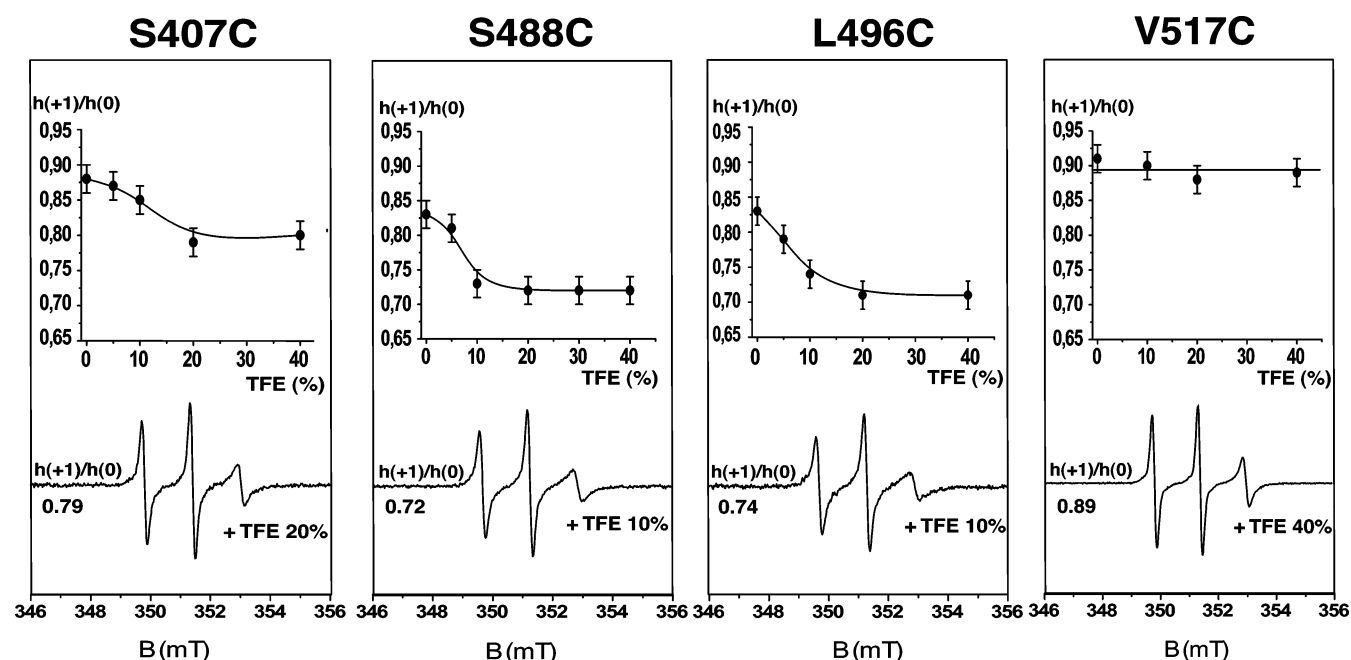 S407C S488C L496C V517C
h(+1)/h(0) h(+1)/h(0) h(+1)/h(0) h(+1)/h(0)
0,95 0,95 0,95 0,95
0,90 0,90 0,90 0,90
0,85 0,85 0,85 0,85
0,80 0,80 0,80 0,80
0,75 0,75 0,75 0,75
0,70 0,70 0,70 0,70
0,65 0,65 0,65 0,65
0 10 20 30 40 0 10 20 30 40 0 10 20 30 40 0 10 20 30 40
TFE (%) TFE (%) TFE (%) TFE (%)
h(+1)/h(0) h(+1)/h(0) h(+1)/h(0) h(+1)/h(0)
0.79 0.72 0.74 0.89
+ TFE 20% + TFE 10% + TFE 10% + TFE 40%
346 348 350 352 354 356 346 348 350 352 354 356 346 348 350 352 354 356 346 348 350 352 354 356
B (mT) B (mT) B (mT) B (mT)